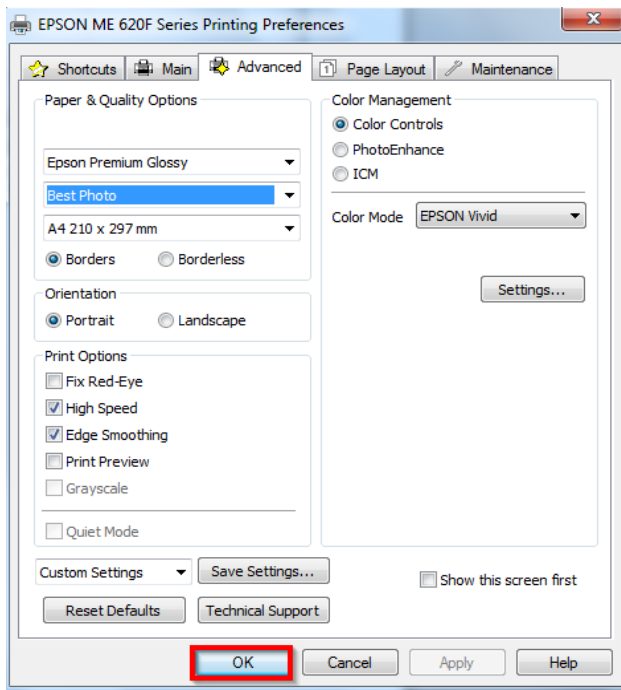 EPSON ME 620F Series Printing Preferences
Shortcuts Main Advanced 1 Page Layout Maintenance
Paper & Quality Options
Epson Premium Glossy
Best Photo
A4 210 x 297 mm
Borders Borderless
Orientation
Portrait Landscape
Print Options
Fix Red-Eye
High Speed
Edge Smoothing
Print Preview
Grayscale
Quiet Mode
Color Management
Color Controls
PhotoEnhance
ICM
Color Mode EPSON Vivid
Settings...
Custom Settings Save Settings...
Show this screen first
Reset Defaults Technical Support
OK Cancel Apply Help